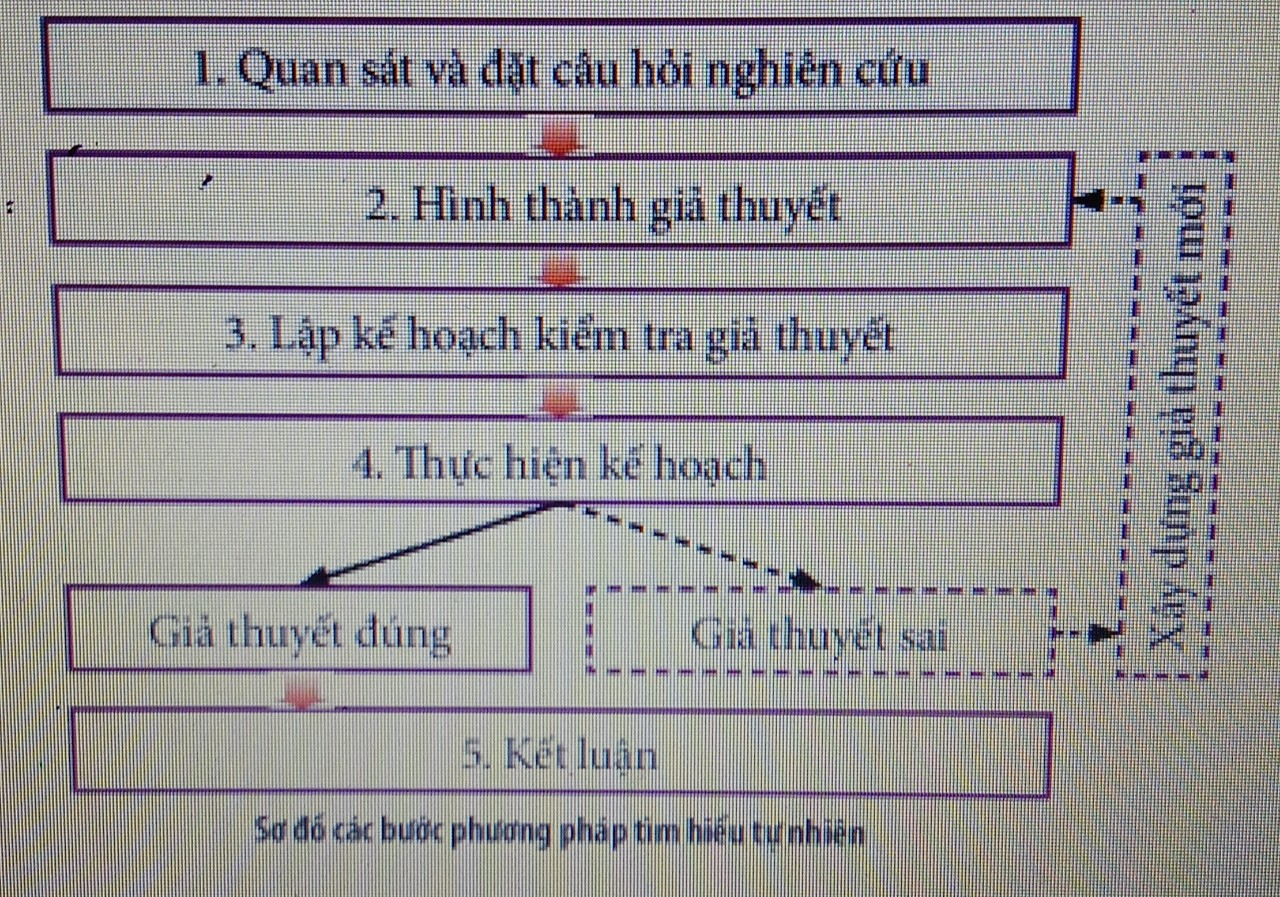 1. Quan sát và đặt câu hỏi nghiên cứu
2. Hình thành giả thuyết
3. Lập kế hoạch kiểm tra giả thuyết
4. Thực hiện kế hoạch
Giả thuyết đúng
Giả thuyết sai
Xây dựng giả thuyết mới
5. Kết luận
Sơ đồ các bước phương pháp tìm hiểu tự nhiên